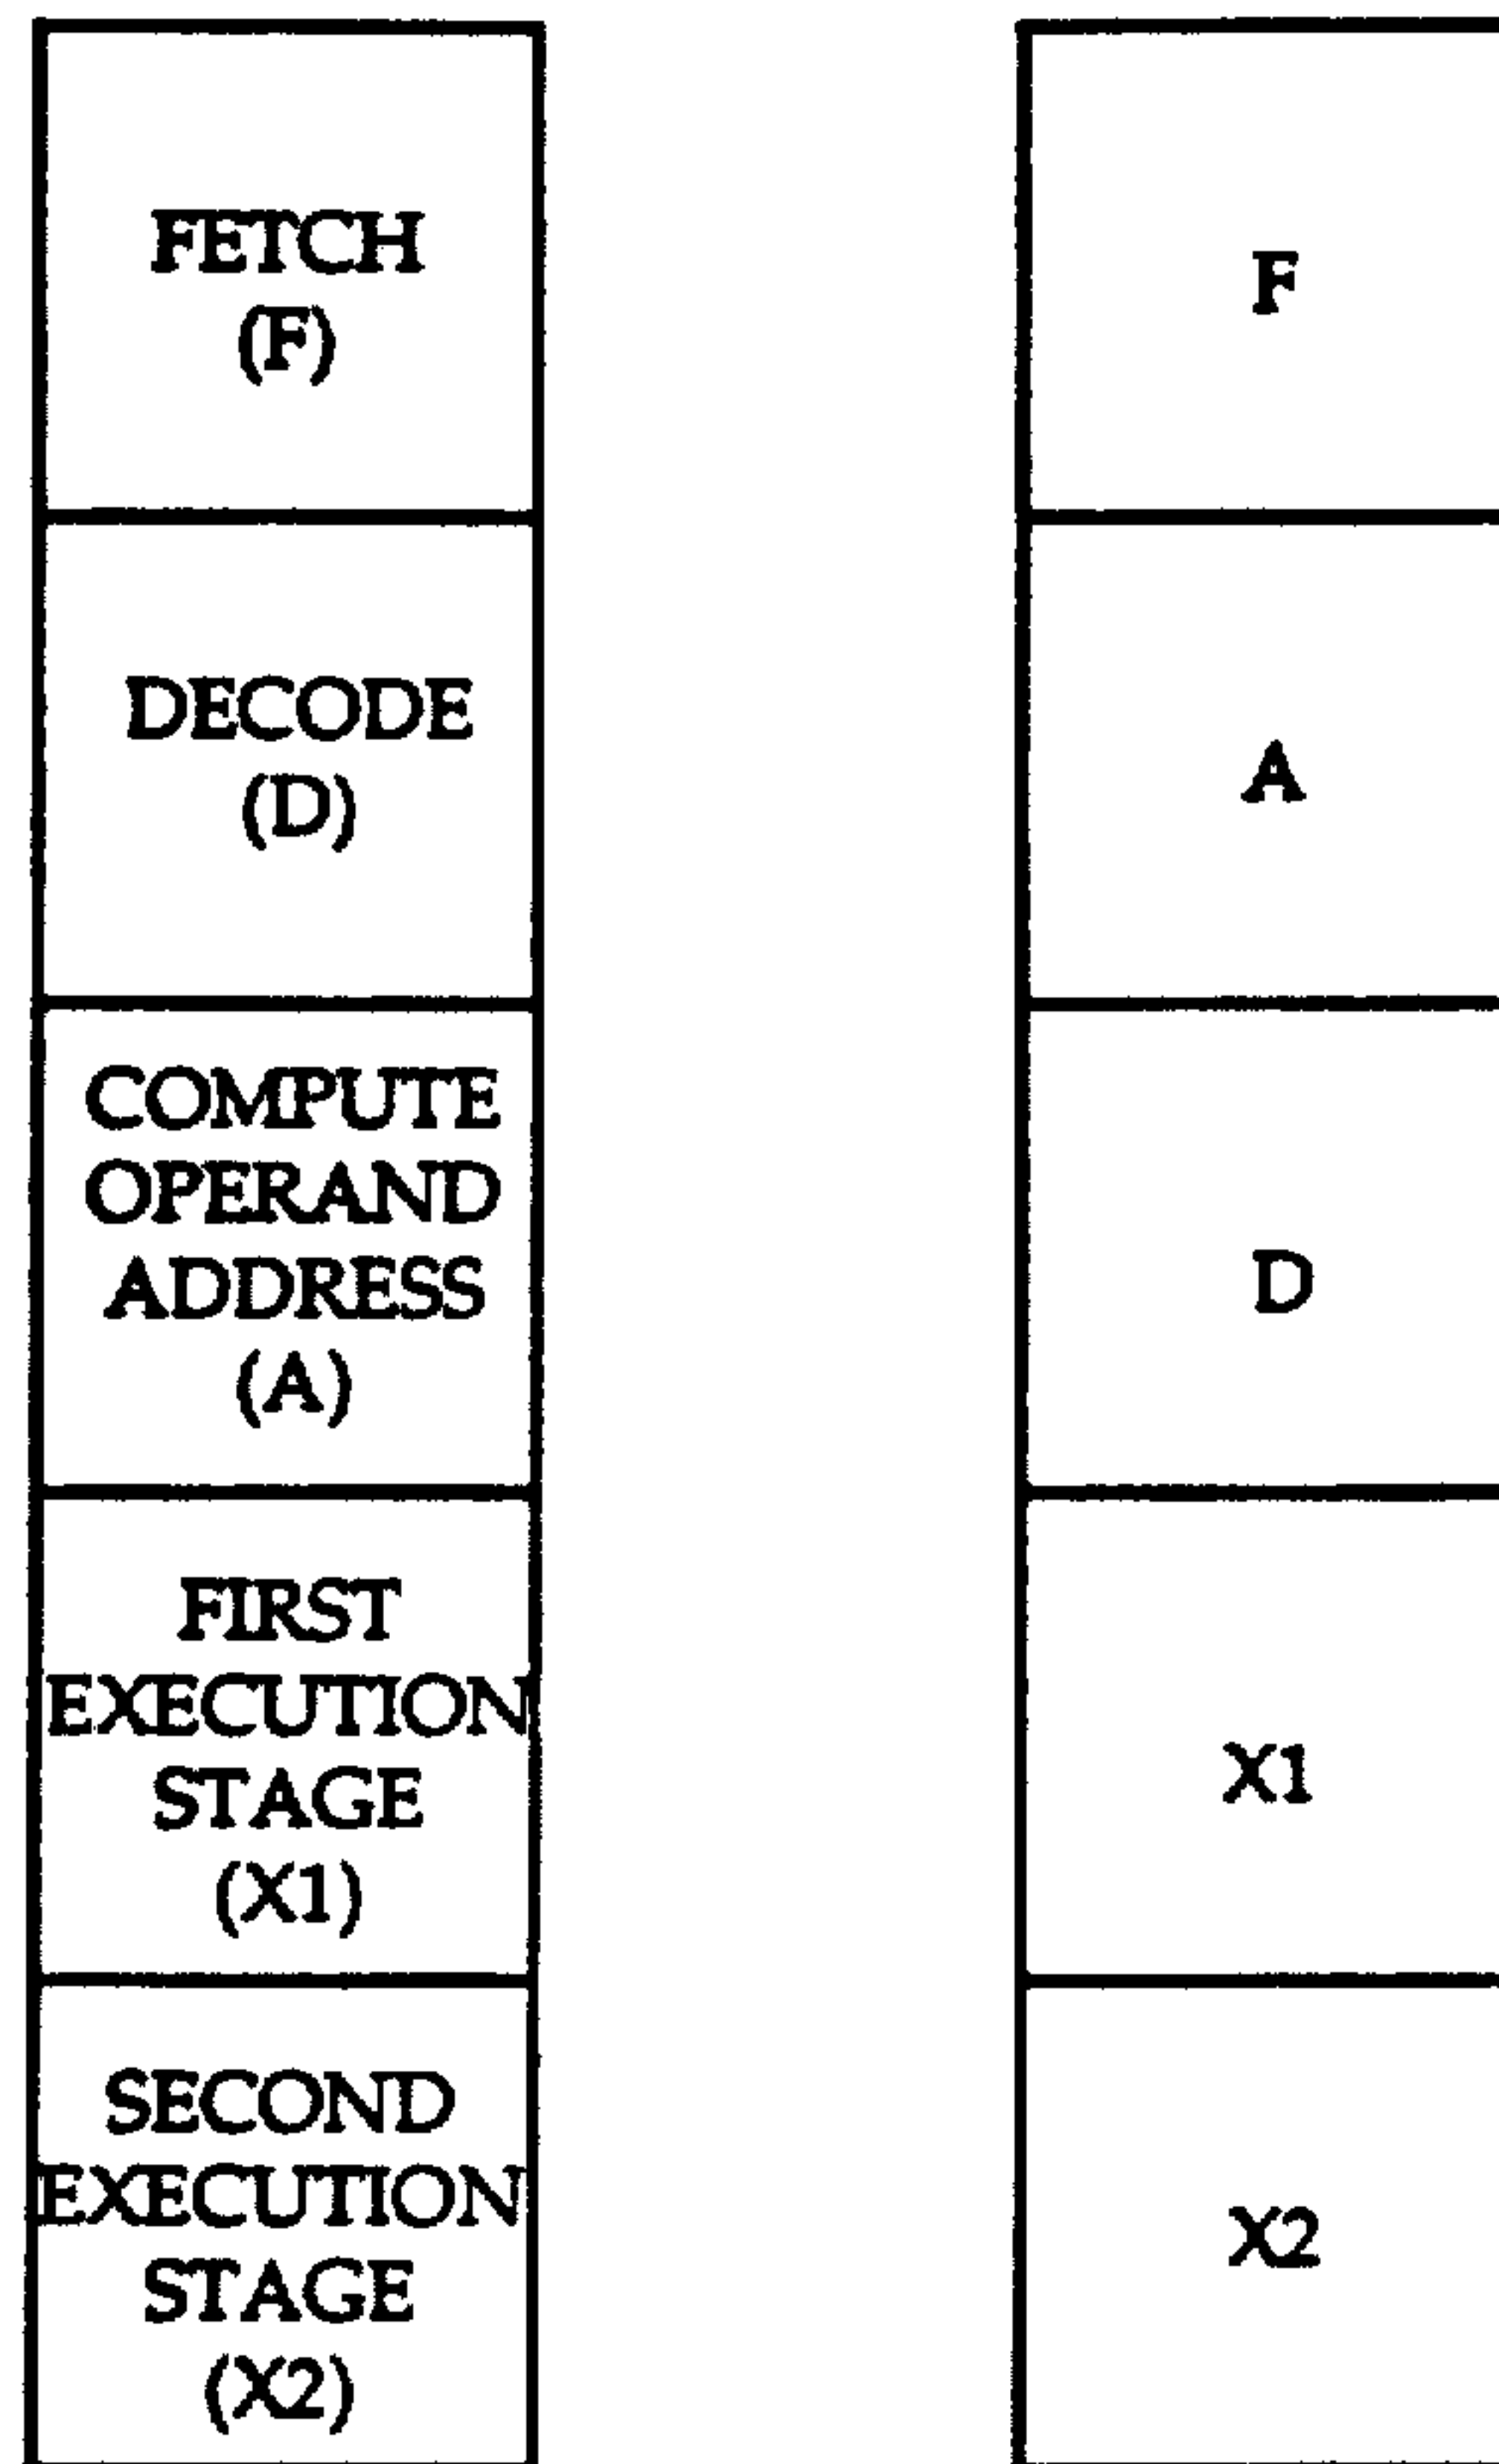 FETCH
(F)
DECODE
(D)
COMPUTE
OPERAND
ADDRESS
(A)
FIRST
EXECUTION
STAGE
(X1)
SECOND
EXECUTION
STAGE
(X2)
F
A
D
X1
X2